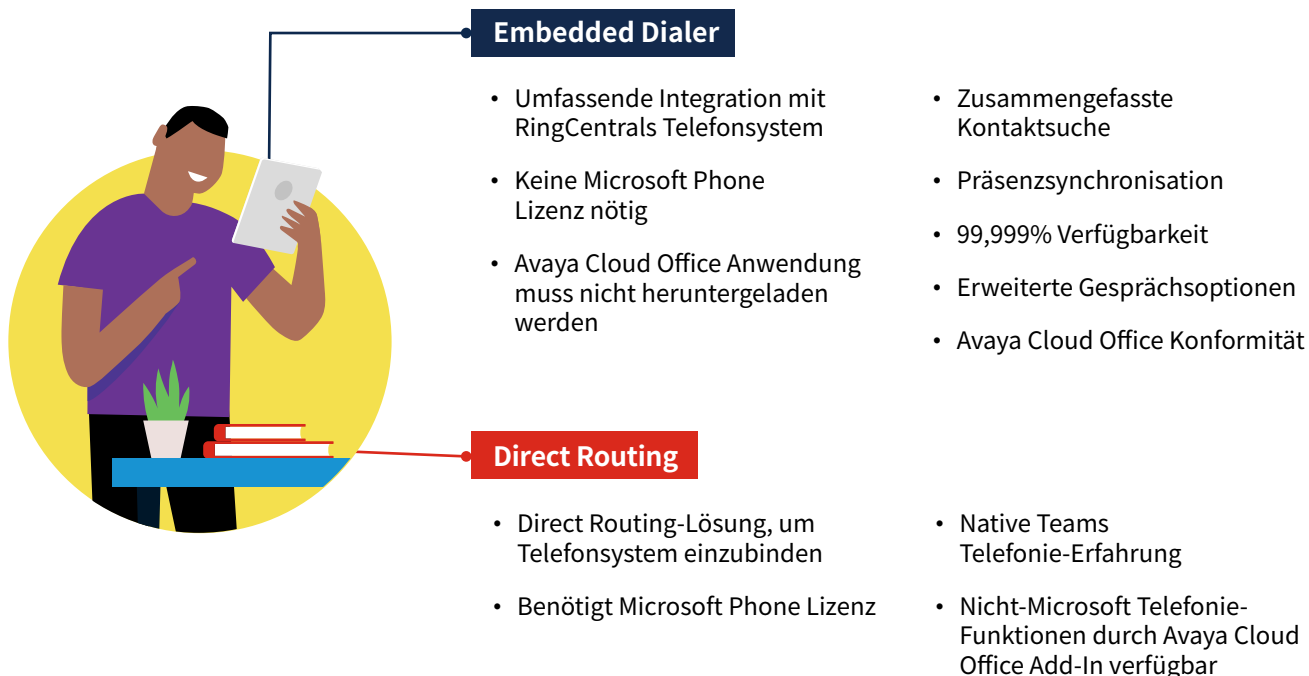 Embedded Dialer
• Umfassende Integration mit
RingCentrals Telefonsystem
• Keine Microsoft Phone
Lizenz nötig
• Avaya Cloud Office Anwendung
muss nicht heruntergeladen
werden
• Zusammengefasste
Kontaktsuche
• Präsenzsynchronisation
• 99,999% Verfügbarkeit
• Erweiterte Gesprächsoptionen
• Avaya Cloud Office Konformität
Direct Routing
• Direct Routing-Lösung, um
Telefonsystem einzubinden
• Benötigt Microsoft Phone Lizenz
• Native Teams
Telefonie-Erfahrung
• Nicht-Microsoft Telefonie-
Funktionen durch Avaya Cloud
Office Add-In verfügbar